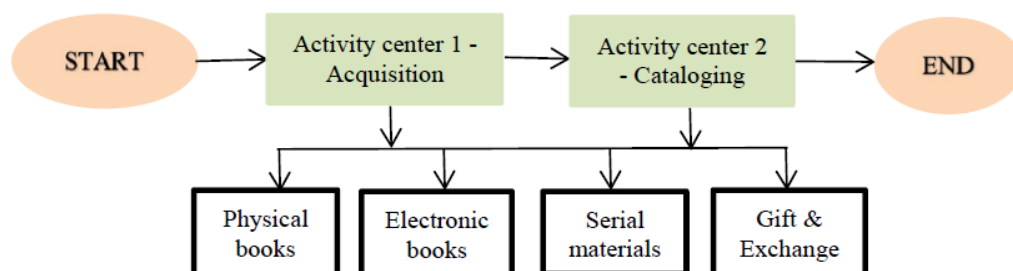 START
Activity center 1 -
Acquisition
Activity center 2
- Cataloging
END
Physical
books
Electronic
books
Serial
materials
Gift &
Exchange